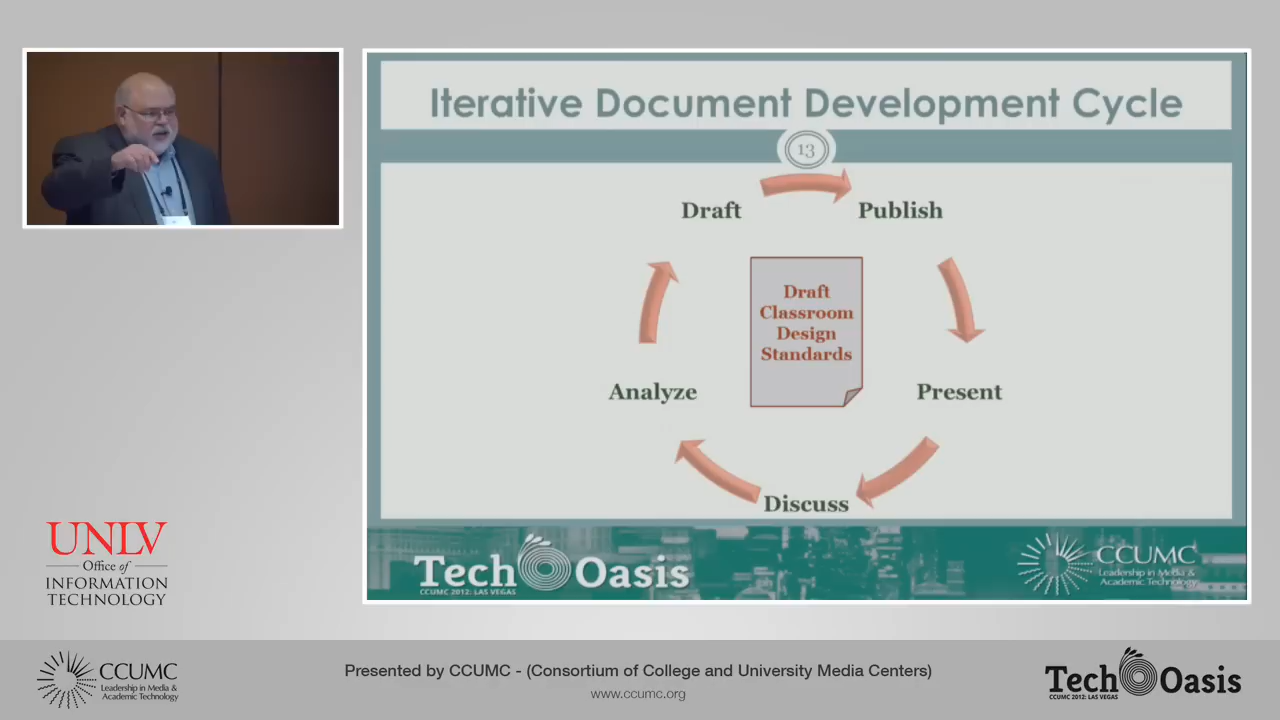 Iterative Document Development Cycle
13
Draft
Publish
Draft
Classroom
Design
Standards
Analyze
Present
Discuss
Tech Oasis
CCUMC 2012: LAS VEGAS
CCUMC
Leadership in Media &
Academic Technology
UNLV
Office of
INFORMATION
TECHNOLOGY
CCUMC
Leadership in Media &
Academic Technology
Presented by CCUMC - (Consortium of College and University Media Centers)
www.ccumc.org
Tech Oasis
CCUMC 2012: LAS VEGAS